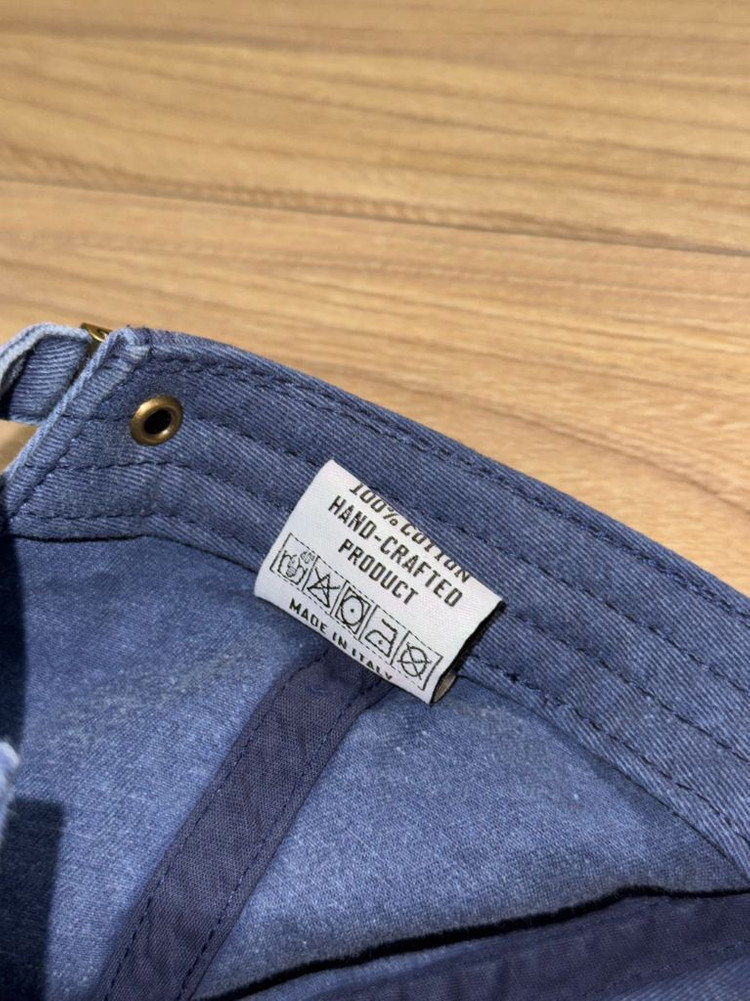 100% COTTON
HAND-CRAFTED
PRODUCT
MADE IN ITALY